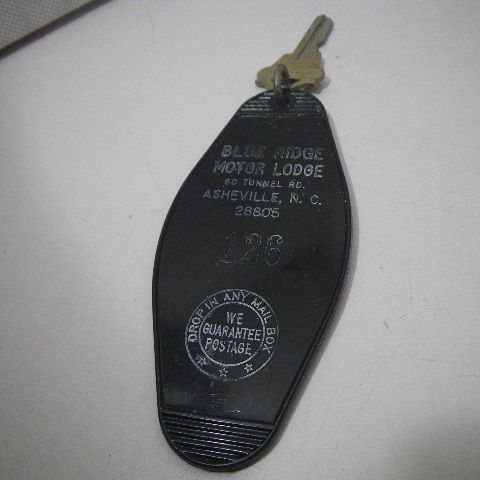 BLUE RIDGE
MOTOR LODGE
60 TUNNEL RD.
ASHEVILLE, N. C.
28805
126
DROP IN ANY MAIL BOX
WE
GUARANTEE
POSTAGE